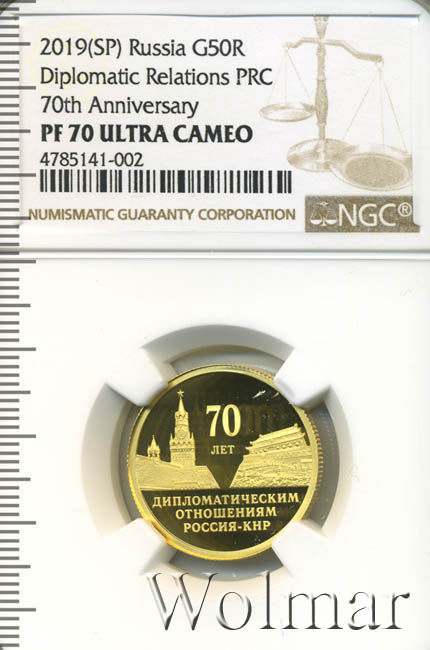 2019(SP) Russia G50R
Diplomatic Relations PRC
70th Anniversary
PF 70 ULTRA CAMEO
4785141-002
NUMISMATIC GUARANTY CORPORATION
NGC®
70
ЛЕТ
ДИПЛОМАТИЧЕСКИМ
ОТНОШЕНИЯМ
РОССИЯ-КНР
Wolmar